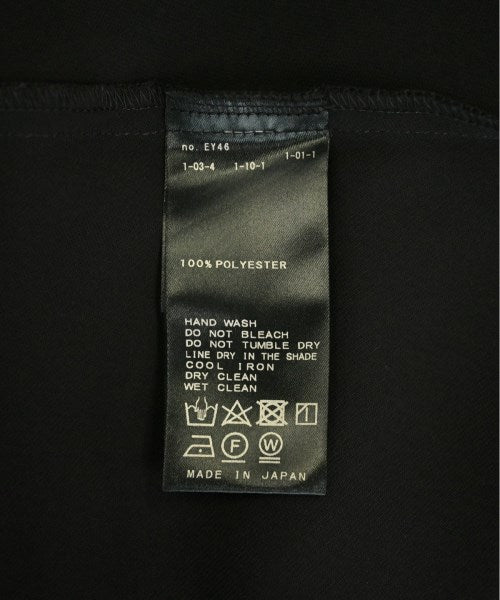 no. EY46
1-03-4 1-10-1 1-01-1
100% POLYESTER
HAND WASH
DO NOT BLEACH
DO NOT TUMBLE DRY
LINE DRY IN THE SHADE
COOL IRON
DRY CLEAN
WET CLEAN
F W
MADE IN JAPAN